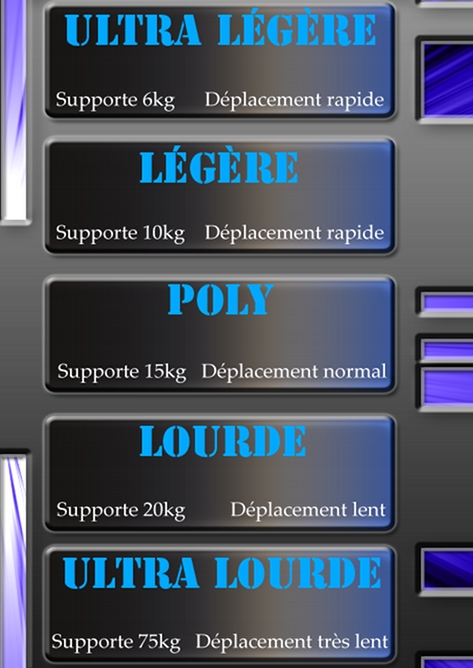 ULTRA LÉGÈRE
Supporte 6kg Déplacement rapide
LÉGÈRE
Supporte 10kg Déplacement rapide
POLY
Supporte 15kg Déplacement normal
LOURDE
Supporte 20kg Déplacement lent
ULTRA LOURDE
Supporte 75kg Déplacement très lent